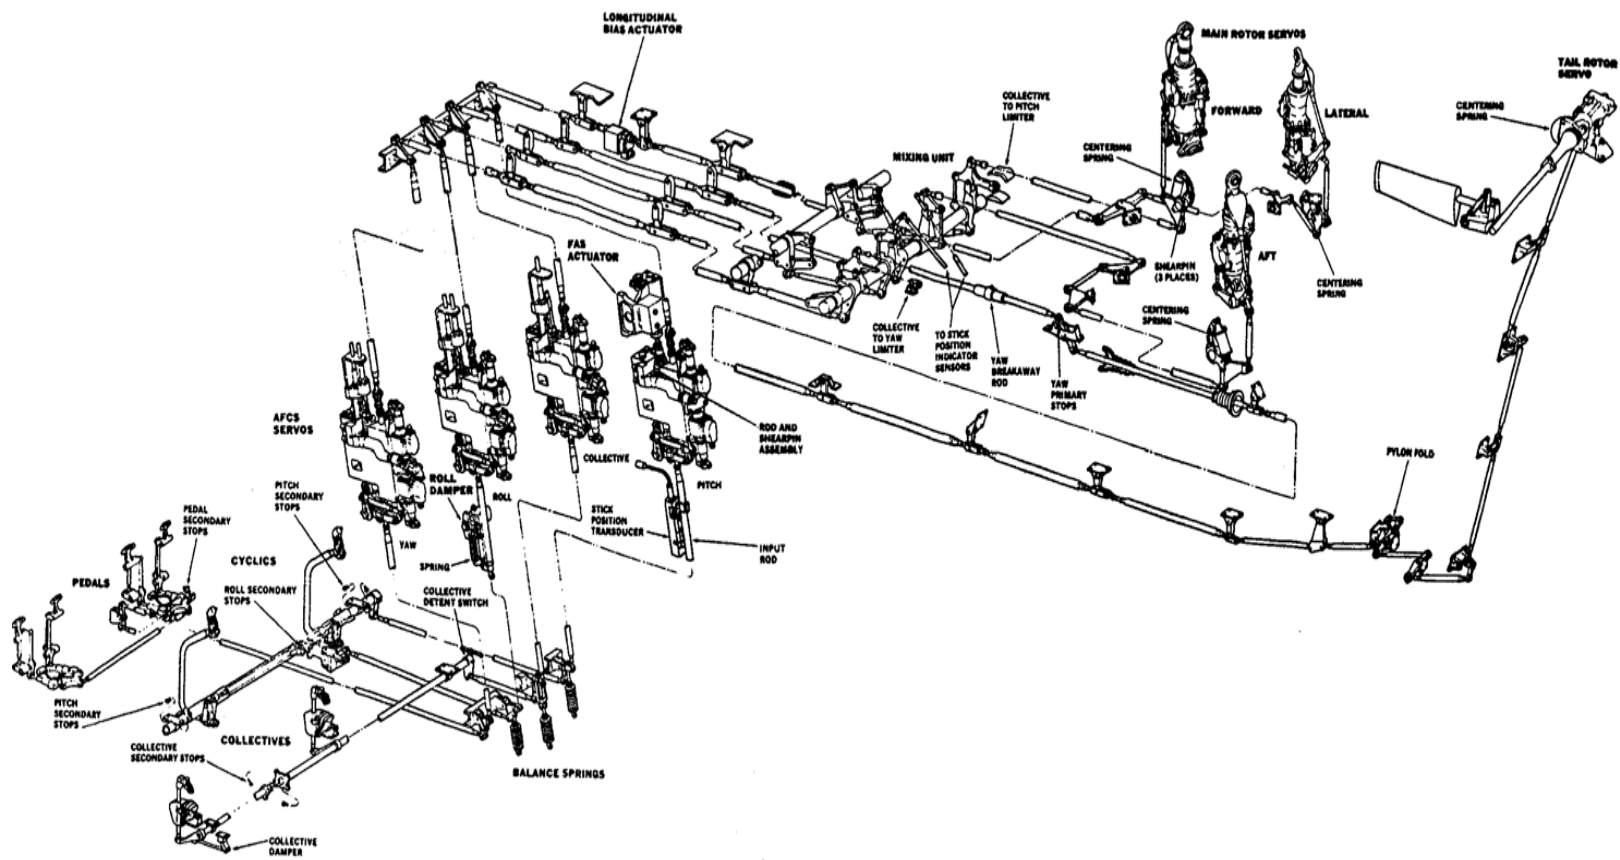 LONGITUDINAL
BIAS ACTUATOR
MAIN ROTOR SERVOS
TAIL ROTOR
SERVO
COLLECTIVE
TO PITCH
LIMITER
FORWARD
LATERAL
CENTERING
SPRING
CENTERING
SPRING
MIXING UNIT
FAS
ACTUATOR
AFT
SHEARPIN
(3 PLACES)
CENTERING
SPRING
CENTERING
SPRING
COLLECTIVE
TO YAW
LIMITER
TO STICK
POSITION
INDICATOR
SENSORS
YAW
BREAKAWAY
ROD
YAW
PRIMARY
STOPS
AFCS
SERVOS
ROD AND
SHEARPIN
ASSEMBLY
COLLECTIVE
PITCH
PYLON FOLD
PITCH
SECONDARY
STOPS
ROLL
DAMPER
ROLL
STICK
POSITION
TRANSDUCER
INPUT
ROD
PEDAL
SECONDARY
STOPS
YAW
SPRING
CYCLICS
PEDALS
ROLL SECONDARY
STOPS
COLLECTIVE
DETENT SWITCH
PITCH
SECONDARY
STOPS
COLLECTIVES
COLLECTIVE
SECONDARY STOPS
BALANCE SPRINGS
COLLECTIVE
DAMPER